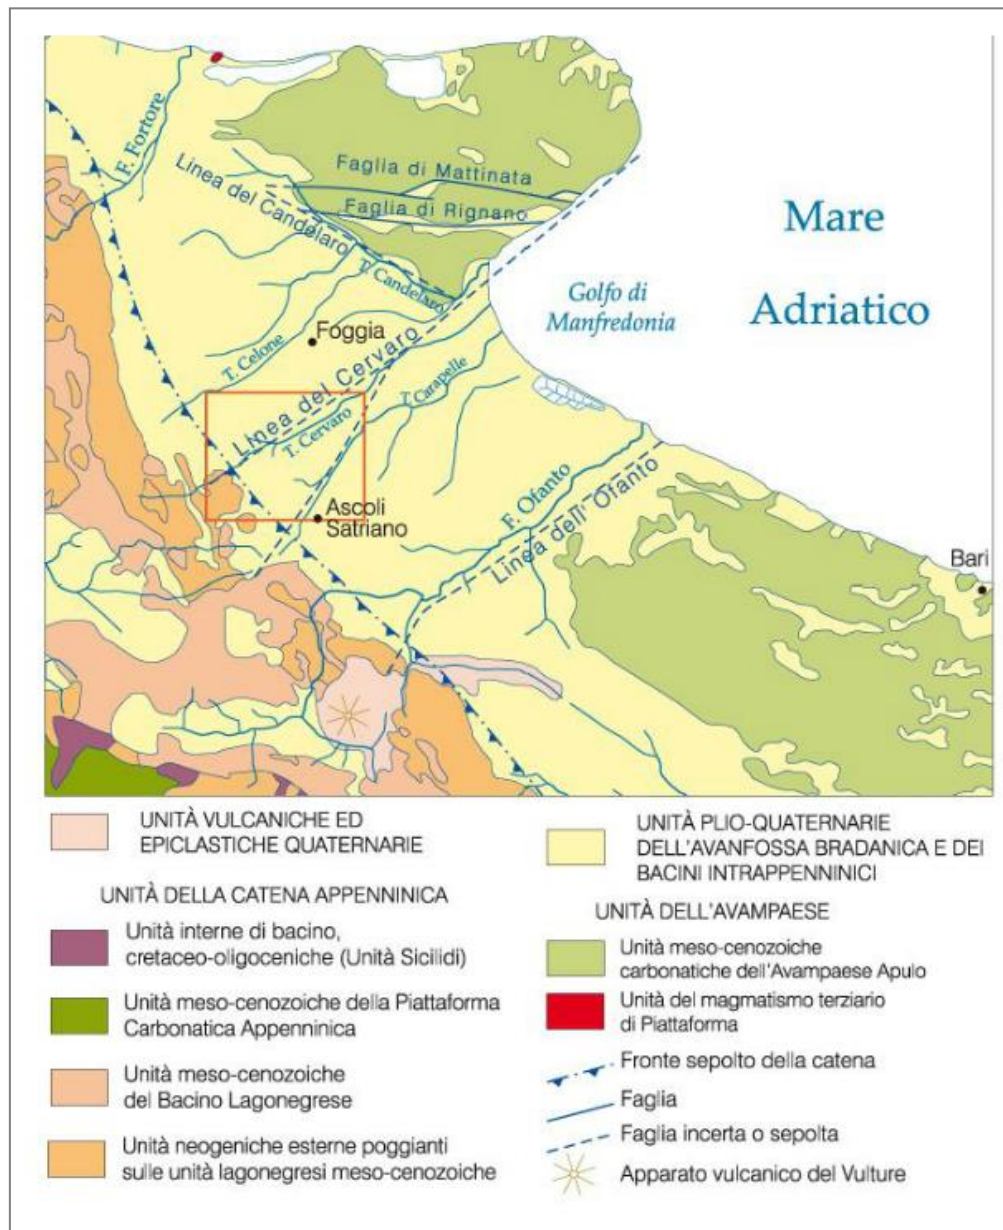 F. Fortore
Linea del Candelaro
Faglia di Mattinata
Faglia di Rignano
T. Candelaro
Mare
Adriatico
Golfo di
Manfredonia
Foggia
T. Celone
Linea del Cervaro
T. Cervaro
T. Carapelle
Ascoli
Satriano
F. Ofanto
Linea dell'Ofanto
Bari
UNITÀ VULCANICHE ED
EPICLASTICHE QUATERNARIE
UNITÀ DELLA CATENA APPENNINICA
Unità interne di bacino,
cretaceo-oligoceniche (Unità Sicilidi)
Unità meso-cenozoiche della Piattaforma
Carbonatica Appenninica
Unità meso-cenozoiche
del Bacino Lagonegrese
Unità neogeniche esterne poggianti
sulle unità lagonegresi meso-cenozoiche
UNITÀ PLIO-QUATERNARIE
DELL'AVANFOSSA BRADANICA E DEI
BACINI INTRAPPENNINICI
UNITÀ DELL'AVAMPAESE
Unità meso-cenozoiche
carbonatiche dell'Avampaese Apulo
Unità del magmatismo terziario
di Piattaforma
Fronte sepolto della catena
Faglia
Faglia incerta o sepolta
Apparato vulcanico del Vulture